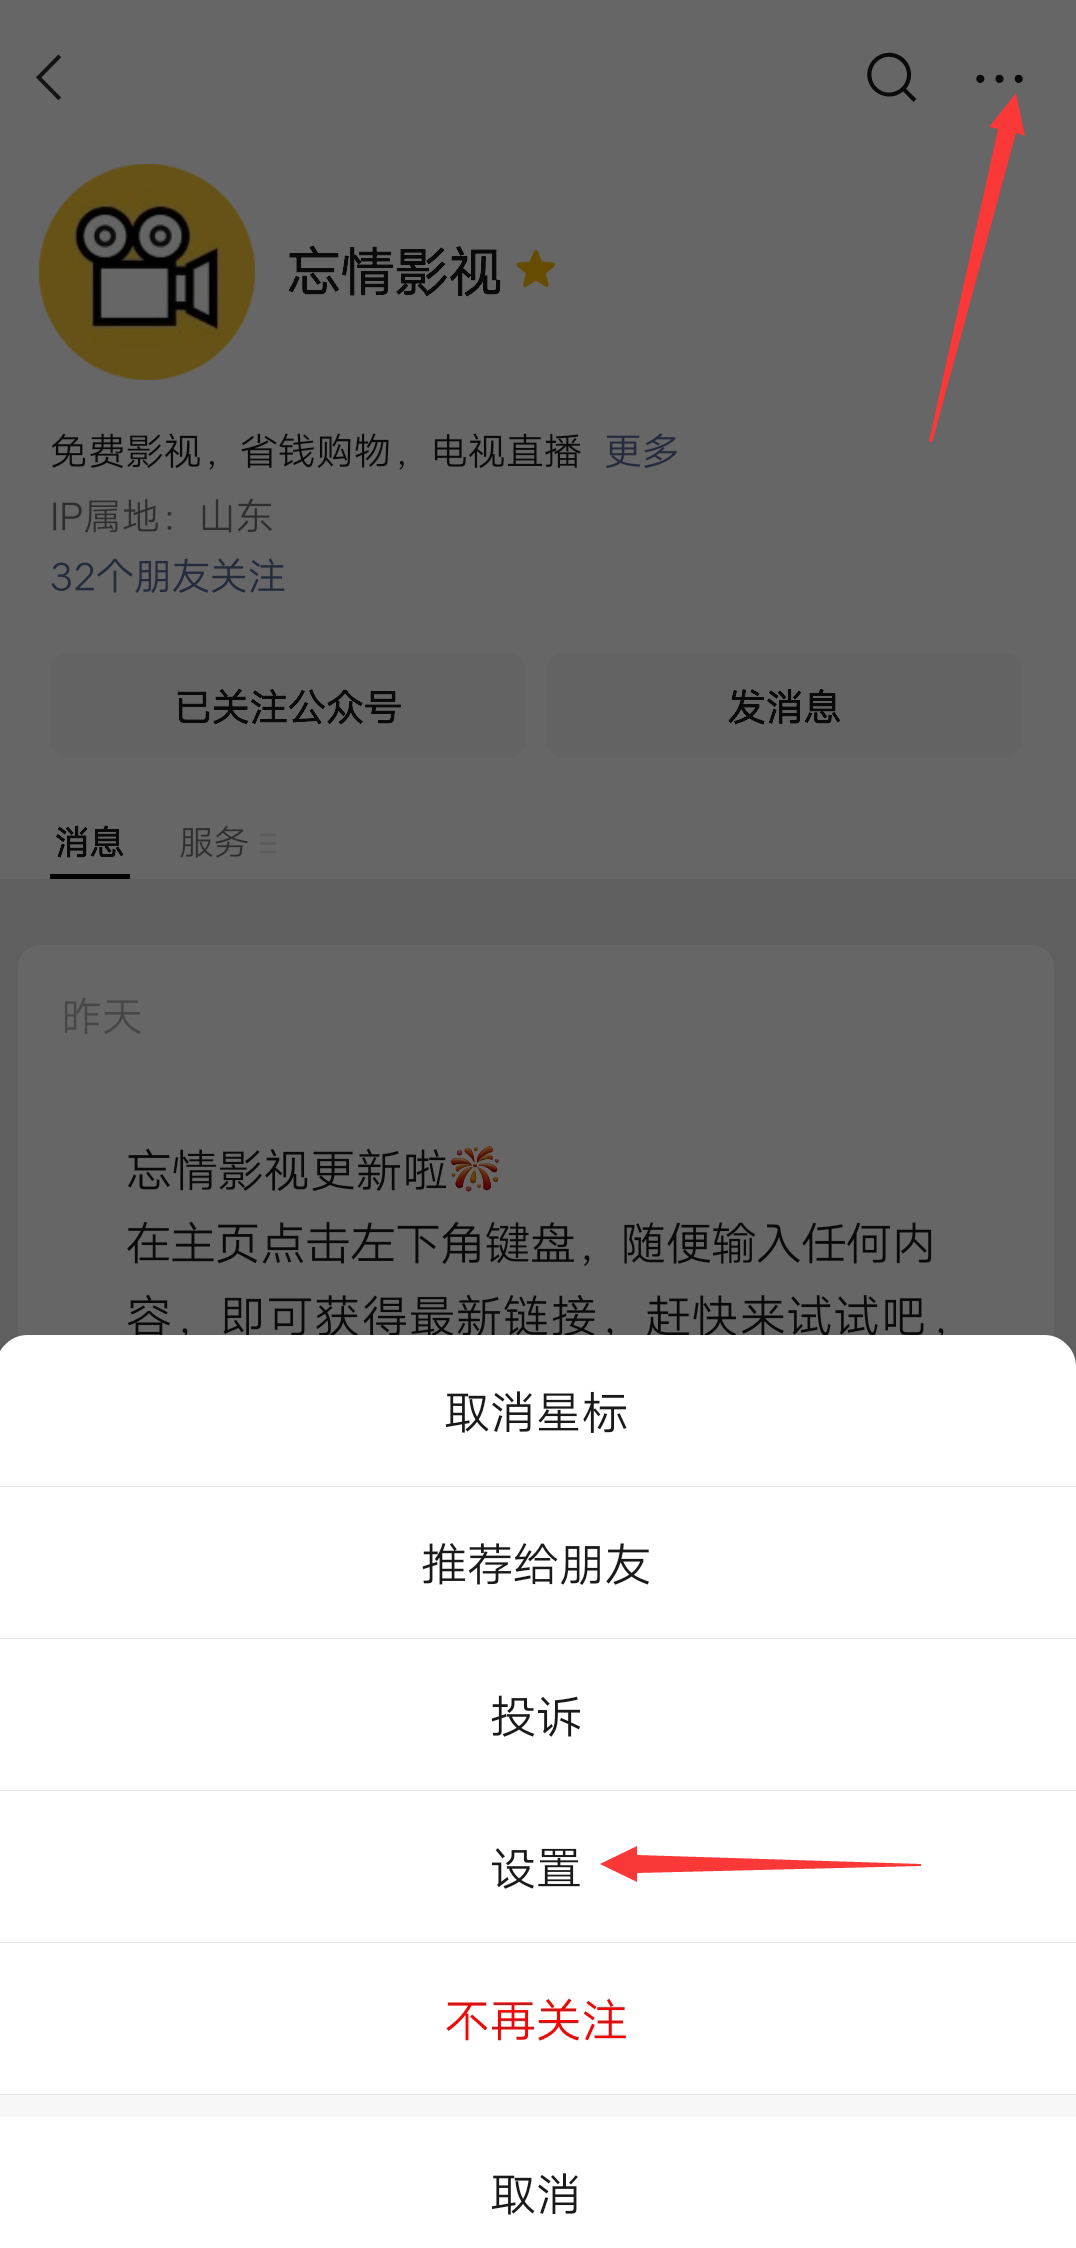 忘情影视
免费影视，省钱购物，电视直播 更多
IP属地：山东
32个朋友关注
已关注公众号 发消息
消息 服务
昨天
忘情影视更新啦
在主页点击左下角键盘，随便输入任何内
容，即可获得最新链接，赶快来试试吧，
取消星标
推荐给朋友
投诉
设置
不再关注
取消